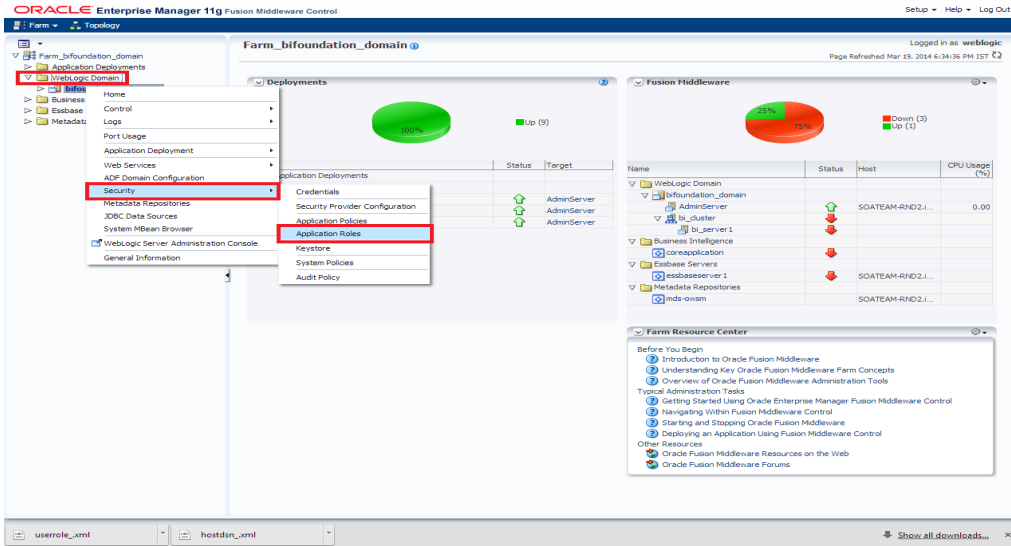 ORACLE Enterprise Manager 11g Fusion Middleware Control
Setup Help Log Out
Farm Topology
Farm_bifoundation_domain
Application Deployments
WebLogic Domain
Business
Essbase
Home
Control
Logs
Port Usage
Application Deployment
Web Services
ADF Domain Configuration
Security
Metadata Repositories
JDBC Data Sources
System MBean Browser
WebLogic Server Administration Console
General Information
Credentials
Security Provider Configuration
Application Policies
Application Roles
Keystore
System Policies
Audit Policy
Farm_bifoundation_domain
Logged in as weblogic
Page Refreshed Mar 19, 2014 6:34:36 PM IST
Deployments
100%
Up (9)
Status Target
Application Deployments
AdminServer
AdminServer
AdminServer
Fusion Middleware
25%
75%
Down (3)
Up (1)
Name Status Host CPU Usage (%)
WebLogic Domain
bifoundation_domain
AdminServer SOATEAM-RND2.i... 0.00
bi_cluster
bi_server1
Business Intelligence
coreapplication
Essbase Servers
essbaseserver1 SOATEAM-RND2.i...
Metadata Repositories
mds-owsm SOATEAM-RND2.i...
Farm Resource Center
Before You Begin
Introduction to Oracle Fusion Middleware
Understanding Key Oracle Fusion Middleware Farm Concepts
Overview of Oracle Fusion Middleware Administration Tools
Typical Administration Tasks
Getting Started Using Oracle Enterprise Manager Fusion Middleware Control
Navigating Within Fusion Middleware Control
Starting and Stopping Oracle Fusion Middleware
Deploying an Application Using Fusion Middleware Control
Other Resources
Oracle Fusion Middleware Resources on the Web
Oracle Fusion Middleware Forums
userrole_.xml
hostdsn_.xml
Show all downloads...